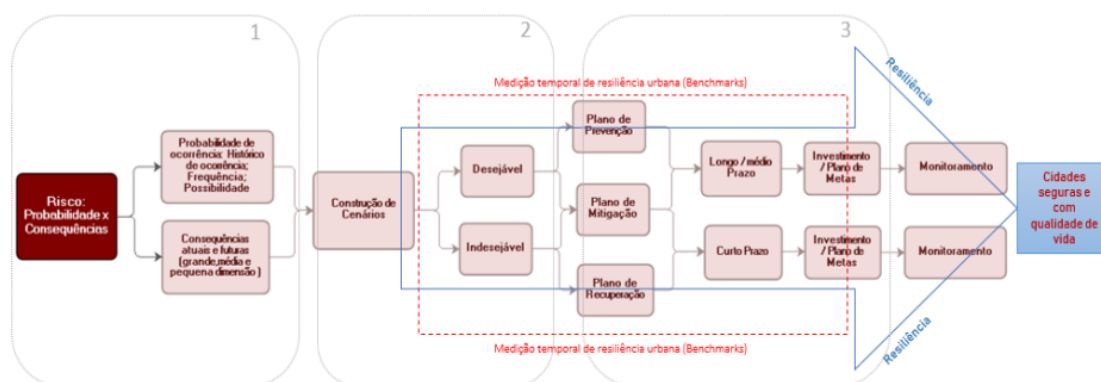 1
2
3
Medição temporal de resiliência urbana (Benchmarks)
Resiliência
Risco:
Probabilidade x
Consequências
Probabilidade de
ocorrência: Histórico
de ocorrência;
Frequência;
Possibilidade
Consequências
atuais e futuras
(grande,média e
pequena dimensão )
Construção de
Cenários
Desejável
Indesejável
Plano de
Prevenção
Plano de
Mitigação
Plano de
Recuperação
Longo / médio
Prazo
Curto Prazo
Investimento
/ Plano de
Metas
Investimento
/ Plano de
Metas
Monitoramento
Monitoramento
Cidades
seguras e
com
qualidade de
vida
Resiliência
Medição temporal de resiliência urbana (Benchmarks)